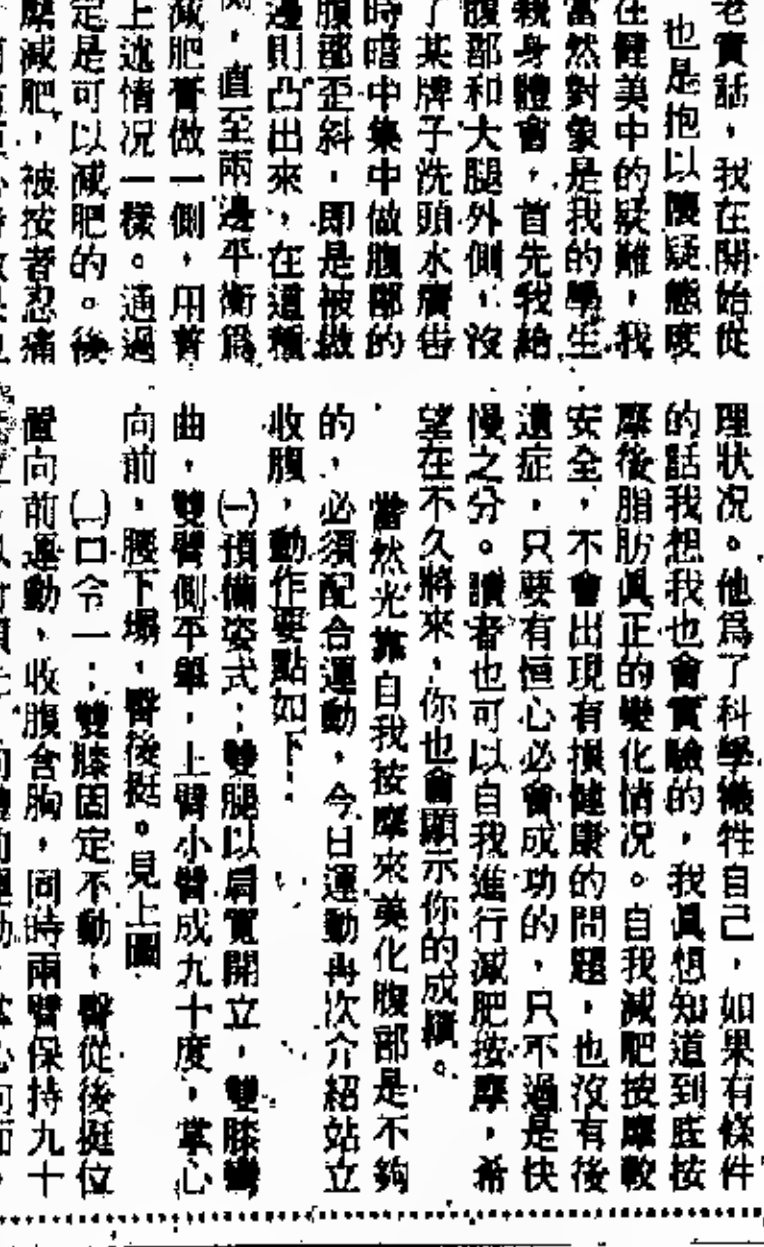 老實話，我在開始從
也是抱以懷疑態度
在健美中的疑難，我
當然對象是我的學生
親身體會，首先我給
腹部和大腿外側，沒
了某牌子洗頭水廣告
時暗中集中做腹部的
腹部歪斜，即是被做
邊則凸出來，在這種
側，直至兩邊平衡爲
減肥膏做一側，用膏
上述情况一樣。通過
定是可以减肥的。後
摩减肥，被按者忍痛
理狀况。他爲了科學犧牲自己，如果有條件
的話我想我也會實驗的，我眞想知道到底按
摩後脂肪眞正的變化情况。自我減肥按摩較
安全，不會出現有損健康的問題，也沒有後
遺症，只要有恒心必會成功的，只不過是快
慢之分。讀者也可以自我進行减肥按摩，希
望在不久將來，你也會顯示你的成績。
當然光靠自我按摩來美化腹部是不夠
的，必須配合運動，今日運動再次介紹站立
收腹，動作要點如下：
㈠預備姿式：雙腿以肩寬開立，雙膝彎
曲，雙臂側平舉，上臂小臂成九十度，掌心
向前，腰下塌，臀後挺。見上圖
㈡口令一：雙膝固定不動，臀從後挺位
置向前運動，收腹含胸，同時兩臂保持九十